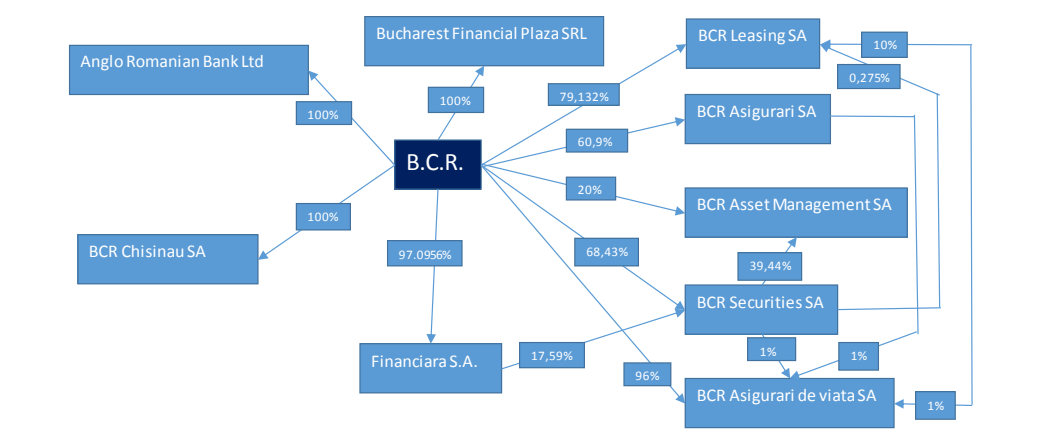 Bucharest Financial Plaza SRL
BCR Leasing SA
10%
Anglo Romanian Bank Ltd
0,275%
79,132%
100%
100%
BCR Asigurari SA
60,9%
B.C.R.
20%
BCR Asset Management SA
100%
BCR Chisinau SA
97.0956%
68,43%
39,44%
BCR Securities SA
Financiara S.A.
17,59%
1%
1%
96%
BCR Asigurari de viata SA
1%